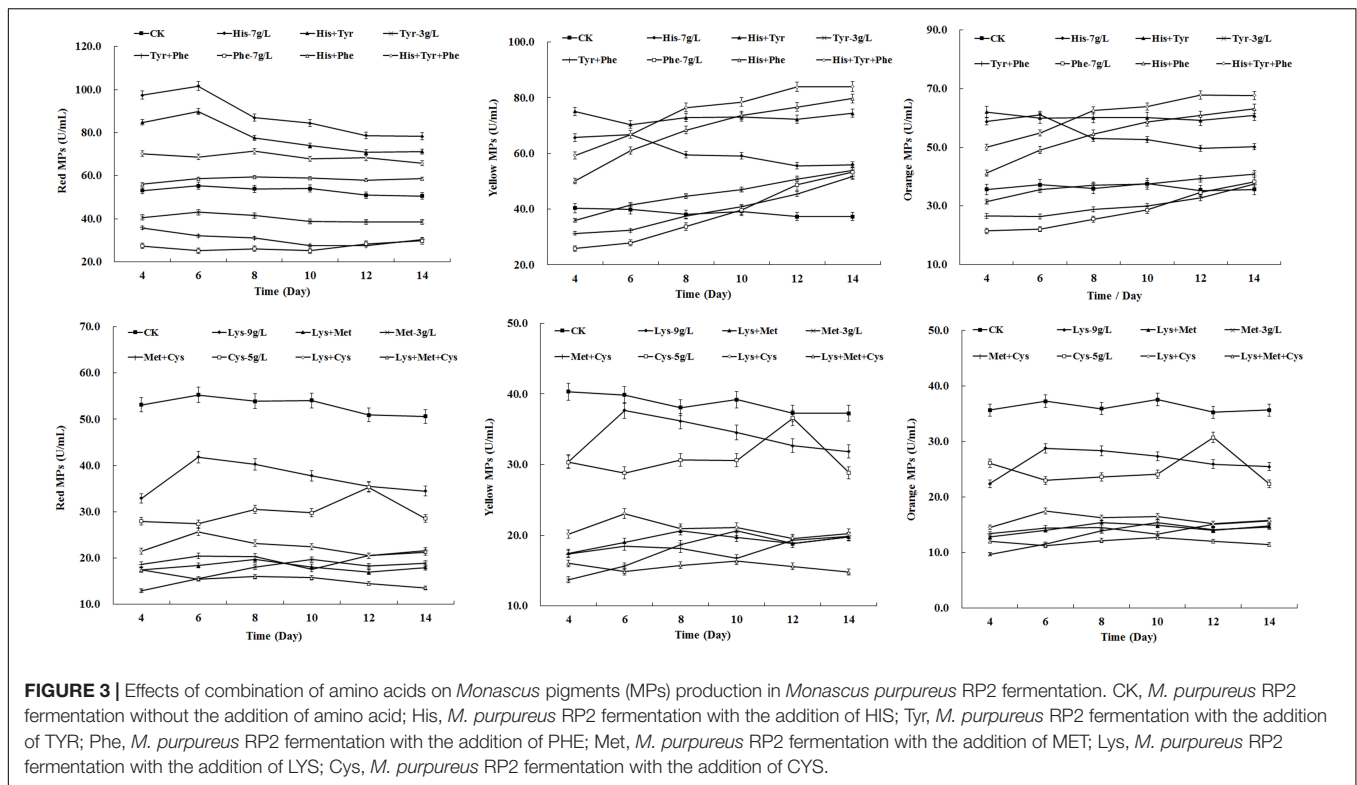 CK His-7g/L His+Tyr Tyr-3g/L
Tyr+Phe Phe-7g/L His+Phe His+Tyr+Phe
Red MPs (U/mL)
120.0
100.0
80.0
60.0
40.0
20.0
4 6 8 10 12 14
Time (Day)
CK His-7g/L His+Tyr Tyr-3g/L
Tyr+Phe Phe-7g/L His+Phe His+Tyr+Phe
Yellow MPs (U/mL)
100.0
80.0
60.0
40.0
20.0
4 6 8 10 12 14
Time (Day)
CK His-7g/L His+Tyr Tyr-3g/L
Tyr+Phe Phe-7g/L His+Phe His+Tyr+Phe
Orange MPs (U/mL)
90.0
70.0
50.0
30.0
10.0
4 6 8 10 12 14
Time / Day
CK Lys-9g/L Lys+Met Met-3g/L
Met+Cys Cys-5g/L Lys+Cys Lys+Met+Cys
Red MPs (U/mL)
70.0
60.0
50.0
40.0
30.0
20.0
10.0
4 6 8 10 12 14
Time (Day)
CK Lys-9g/L Lys+Met Met-3g/L
Met+Cys Cys-5g/L Lys+Cys Lys+Met+Cys
Yellow MPs (U/mL)
50.0
40.0
30.0
20.0
10.0
4 6 8 10 12 14
Time (Day)
CK Lys-9g/L Lys+Met Met-3g/L
Met+Cys Cys-5g/L Lys+Cys Lys+Met+Cys
Orange MPs (U/mL)
50.0
40.0
30.0
20.0
10.0
0.0
4 6 8 10 12 14
Time (Day)
FIGURE 3 | Effects of combination of amino acids on Monascus pigments (MPs) production in Monascus purpureus RP2 fermentation. CK, M. purpureus RP2
fermentation without the addition of amino acid; His, M. purpureus RP2 fermentation with the addition of HIS; Tyr, M. purpureus RP2 fermentation with the addition
of TYR; Phe, M. purpureus RP2 fermentation with the addition of PHE; Met, M. purpureus RP2 fermentation with the addition of MET; Lys, M. purpureus RP2
fermentation with the addition of LYS; Cys, M. purpureus RP2 fermentation with the addition of CYS.